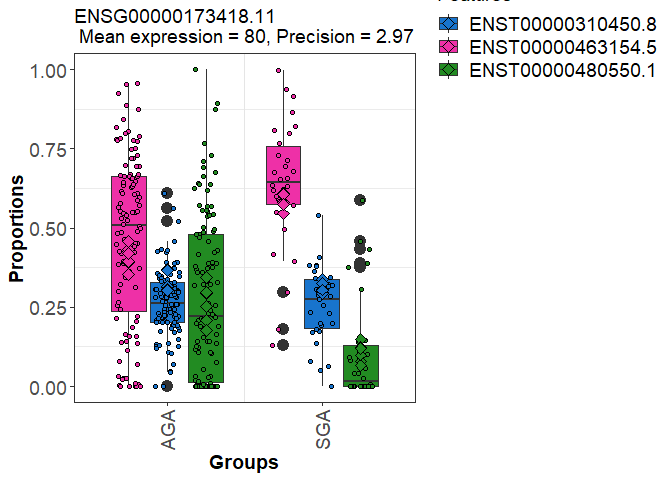 ENSG00000173418.11
Mean expression = 80, Precision = 2.97
ENST00000310450.8
ENST00000463154.5
ENST00000480550.1
1.00
0.75
0.50
0.25
0.00
Proportions
AGA
SGA
Groups